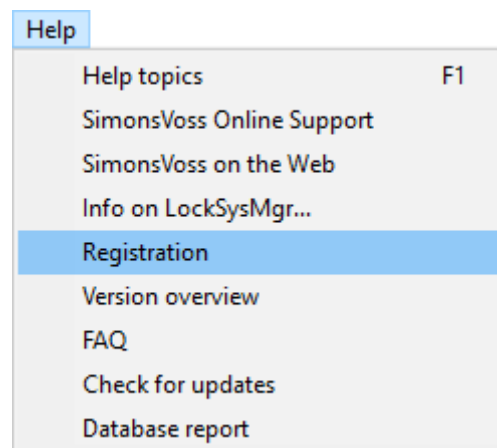 Help
Help topics F1
SimonsVoss Online Support
SimonsVoss on the Web
Info on LockSysMgr...
Registration
Version overview
FAQ
Check for updates
Database report